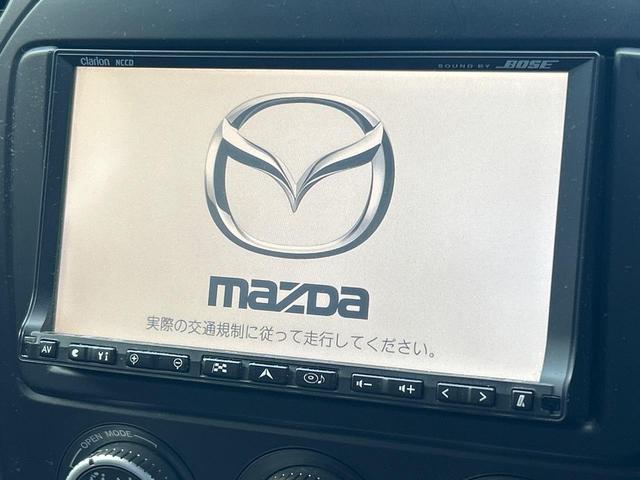 clarion NCCD
SOUND BY BOSE
mazda
実際の交通規制に従って走行してください。
AV
OPEN MODE